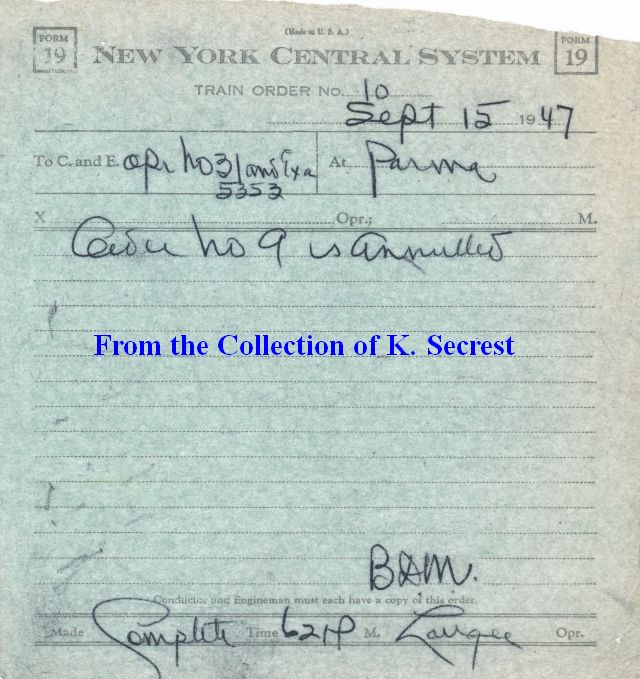 (Made in U. S. A.)
FORM 19 NEW YORK CENTRAL SYSTEM FORM 19
TRAIN ORDER No. 10
Sept 15 1947
To C. and E. Opr No 31 and Exa 5353 At Parma
X Opr.; M.
Order No 9 is annulled
From the Collection of K. Secrest
Conductor and Engineman must each have a copy of this order.
Made Complete Time 621P M. Opr.